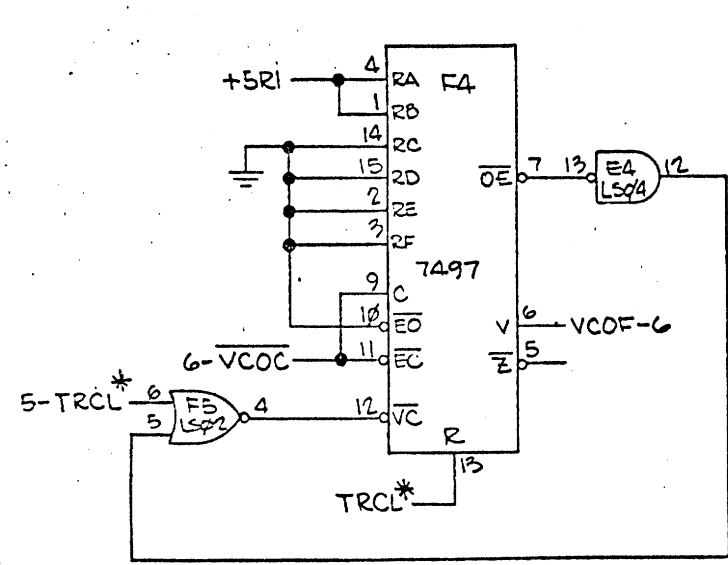 +5R1 4 RA F4
1 RB
14 RC
15 RD OE 7 13 E4 12
LSØ4
2 RE
3 RF
7497
9 C
10 EO V 6 VCOF-6
6-VCOC 11 EC Z 5
5-TRCL* 6 F5 4 12 VC
5 LSØ2
R
13
TRCL*